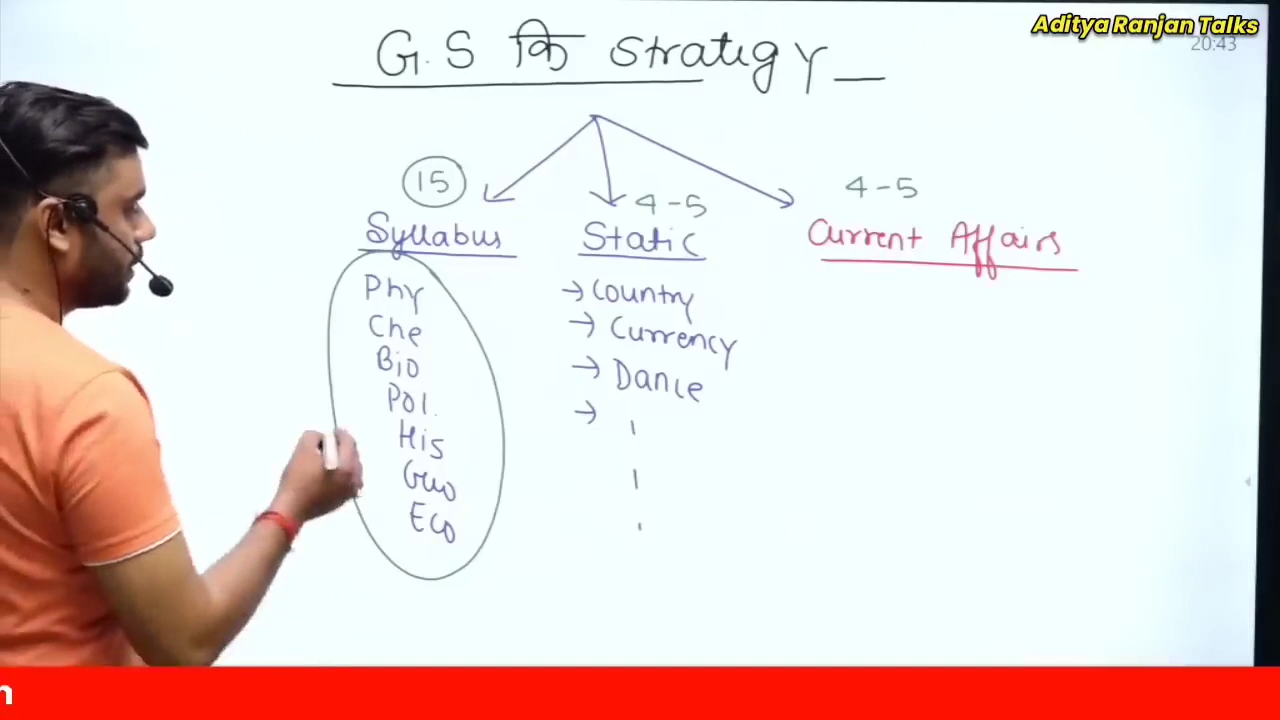 Aditya Ranjan Talks
20:43
G.S कि Strategy
15
4-5
4-5
Syllabus
Static
Current Affairs
Phy
Che
Bio
Pol.
His
Geo
Eco
→ Country
→ Currency
→ Dance
→
n